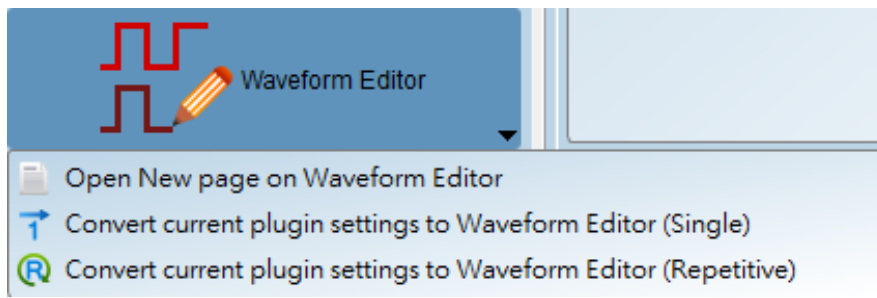 Waveform Editor
Open New page on Waveform Editor
1 Convert current plugin settings to Waveform Editor (Single)
R Convert current plugin settings to Waveform Editor (Repetitive)